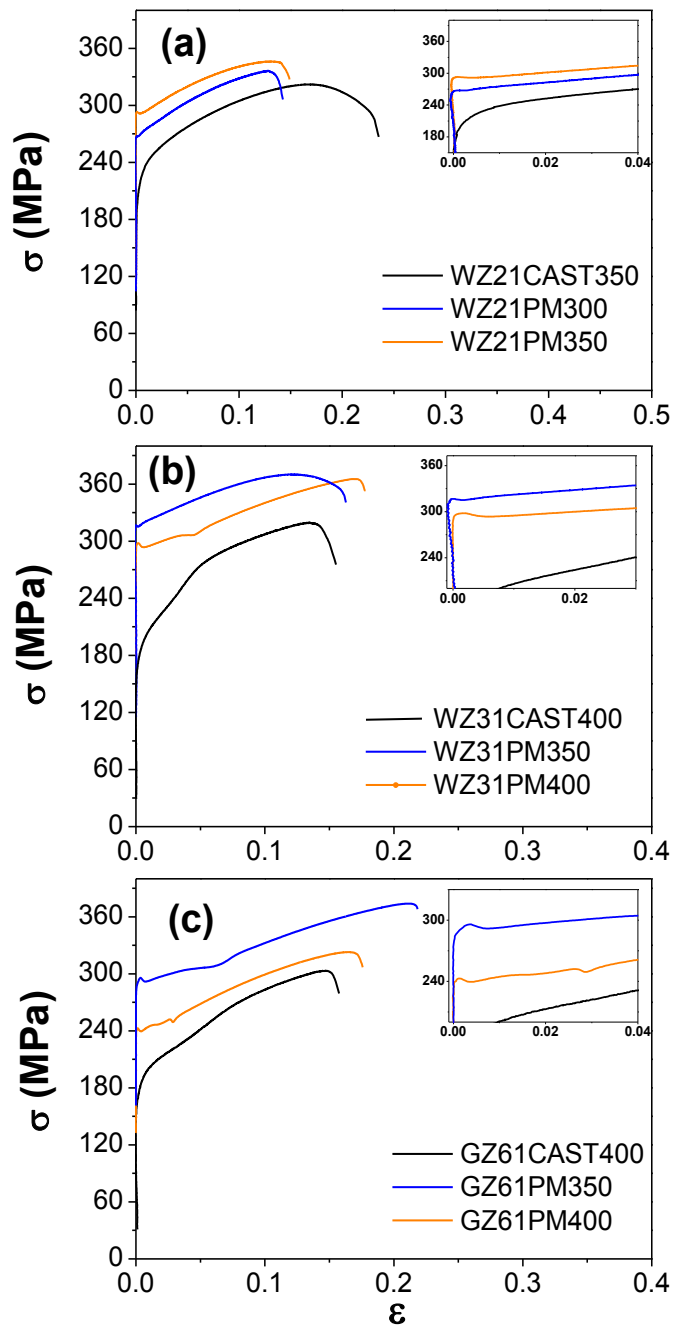 (a)
σ (MPa)
360
300
240
180
120
60
0
0.0 0.1 0.2 0.3 0.4 0.5
360
300
240
180
0.00 0.02 0.04
WZ21CAST350
WZ21PM300
WZ21PM350
(b)
σ (MPa)
360
300
240
180
120
60
0
0.0 0.1 0.2 0.3 0.4
360
300
240
0.00 0.02
WZ31CAST400
WZ31PM350
WZ31PM400
(c)
σ (MPa)
360
300
240
180
120
60
0
0.0 0.1 0.2 0.3 0.4
300
240
0.00 0.02 0.04
GZ61CAST400
GZ61PM350
GZ61PM400
ε